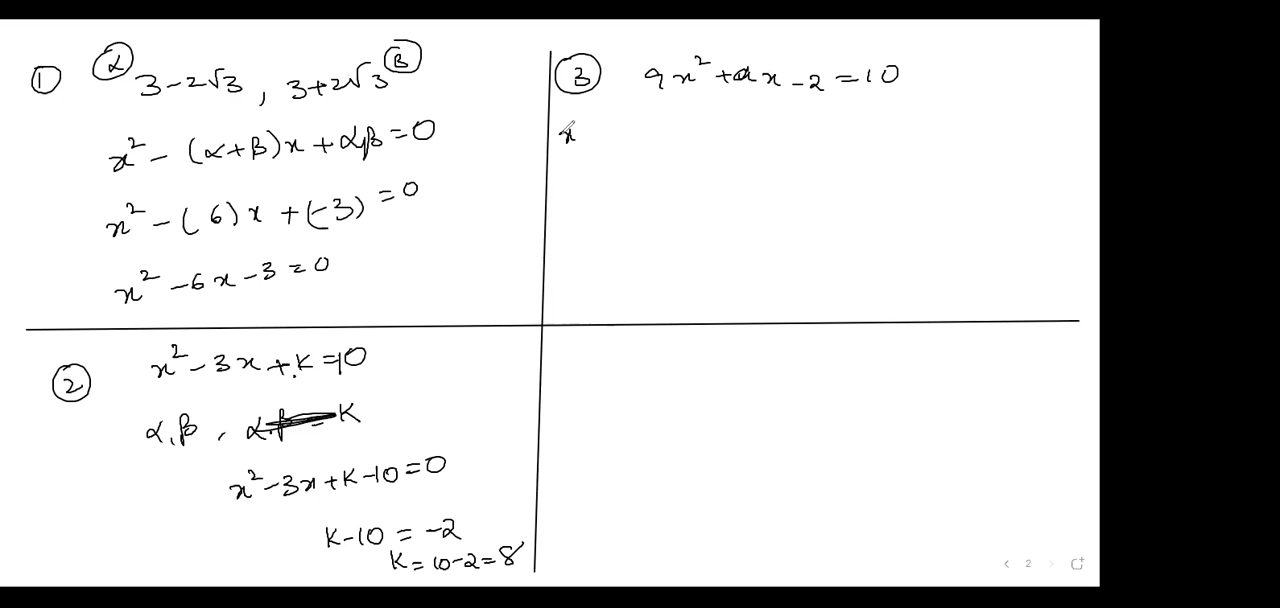 ① α 3-2√3 , 3+2√3 β
x² - (α+β)x + αβ = 0
x² - (6)x + (-3) = 0
x² - 6x - 3 = 0
② x² - 3x + K = 10
α, β , α.β = K
x² - 3x + K - 10 = 0
K - 10 = -2
K = 10 - 2 = 8
③ 9x² + ax - 2 = 10
x
< 2 >